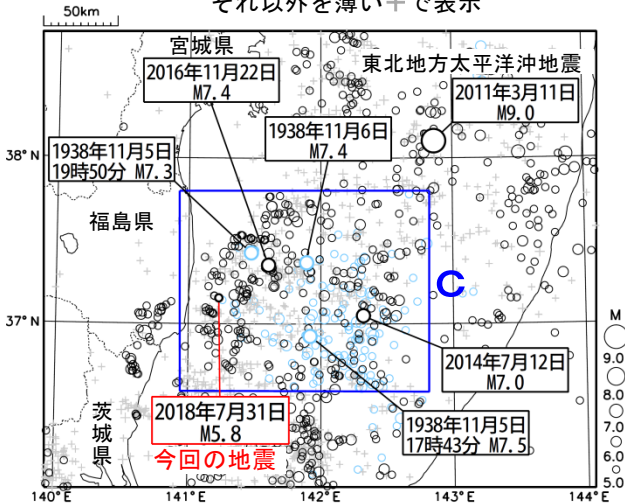 それ以外を薄い+で表示
50km
宮城県
2016年11月22日
M7.4
東北地方太平洋沖地震
2011年3月11日
M9.0
1938年11月6日
M7.4
1938年11月5日
19時50分 M7.3
38°N
福島県
C
37°N
M
9.0
8.0
7.0
6.0
5.0
2014年7月12日
M7.0
2018年7月31日
M5.8
今回の地震
1938年11月5日
17時43分 M7.5
茨城県
140°E
141°E
142°E
143°E
144°E